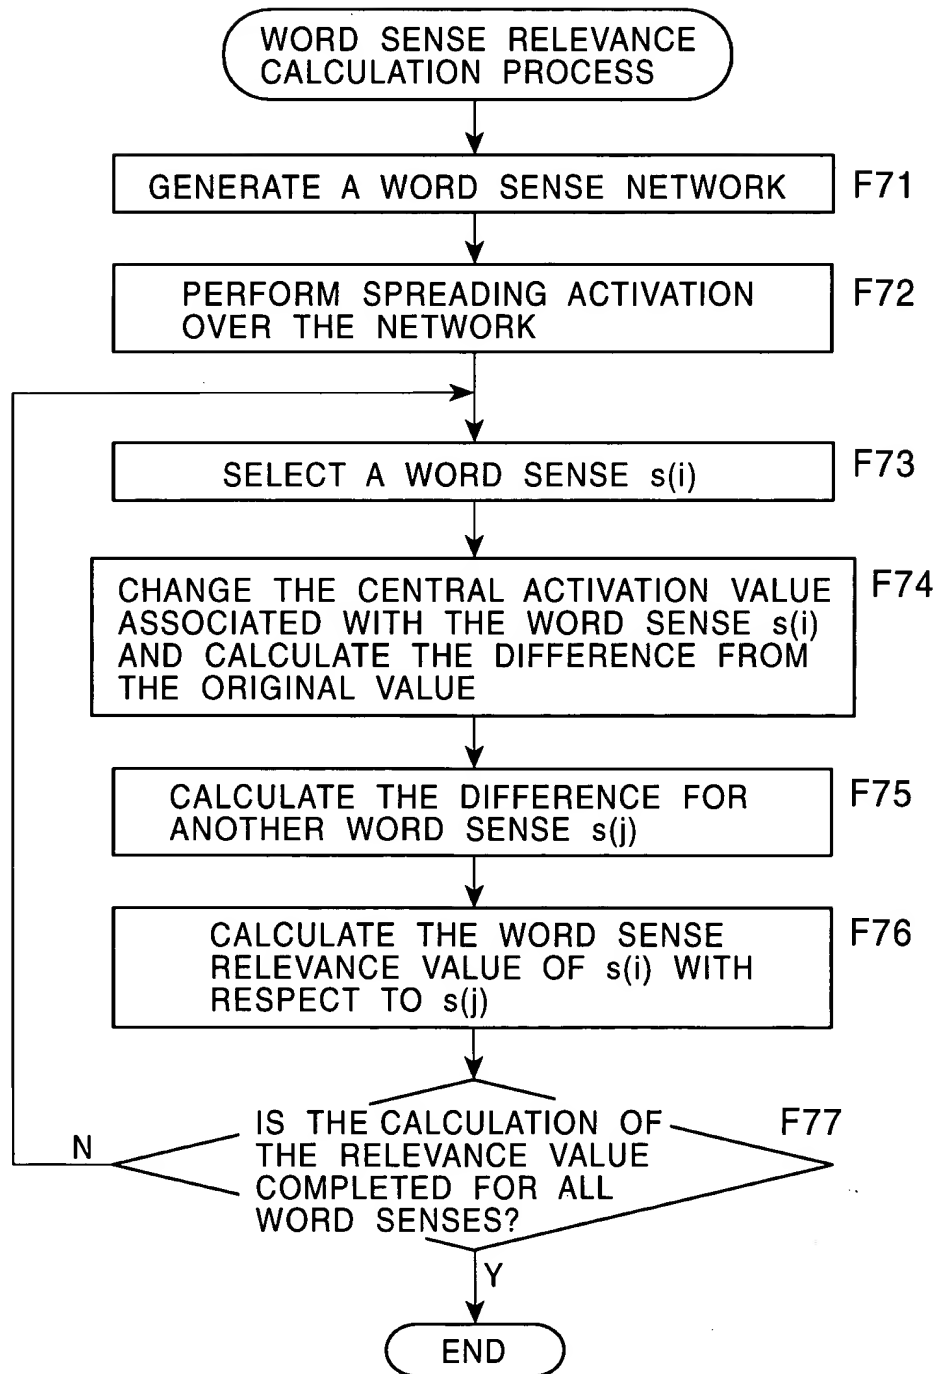 WORD SENSE RELEVANCE
CALCULATION PROCESS
GENERATE A WORD SENSE NETWORK
F71
PERFORM SPREADING ACTIVATION
OVER THE NETWORK
F72
SELECT A WORD SENSE s(i)
F73
CHANGE THE CENTRAL ACTIVATION VALUE
ASSOCIATED WITH THE WORD SENSE s(i)
AND CALCULATE THE DIFFERENCE FROM
THE ORIGINAL VALUE
F74
CALCULATE THE DIFFERENCE FOR
ANOTHER WORD SENSE s(j)
F75
CALCULATE THE WORD SENSE
RELEVANCE VALUE OF s(i) WITH
RESPECT TO s(j)
F76
IS THE CALCULATION OF
THE RELEVANCE VALUE
COMPLETED FOR ALL
WORD SENSES?
F77
N
Y
END